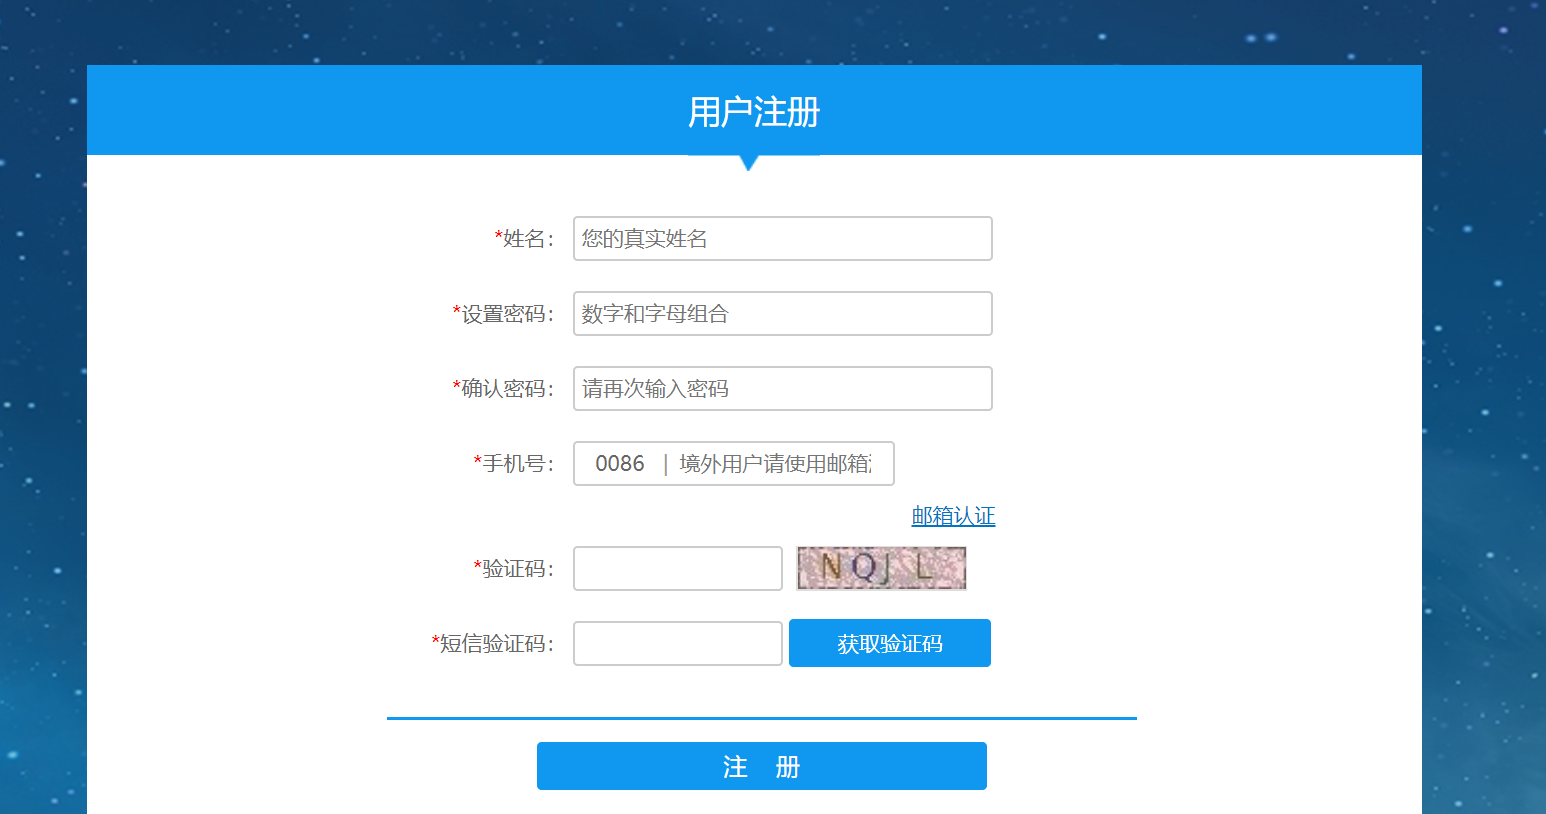 用户注册
*姓名： 您的真实姓名
*设置密码： 数字和字母组合
*确认密码： 请再次输入密码
*手机号： 0086 | 境外用户请使用邮箱
邮箱认证
*验证码： NQJL
*短信验证码： 获取验证码
注 册